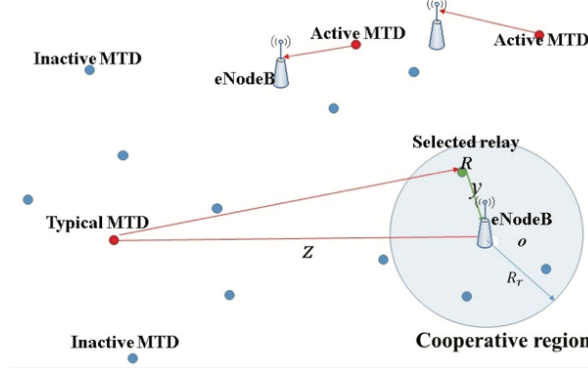 Active MTD
Active MTD
Inactive MTD
eNodeB
Selected relay
R
y
Typical MTD
eNodeB
o
Z
R_r
Cooperative region
Inactive MTD